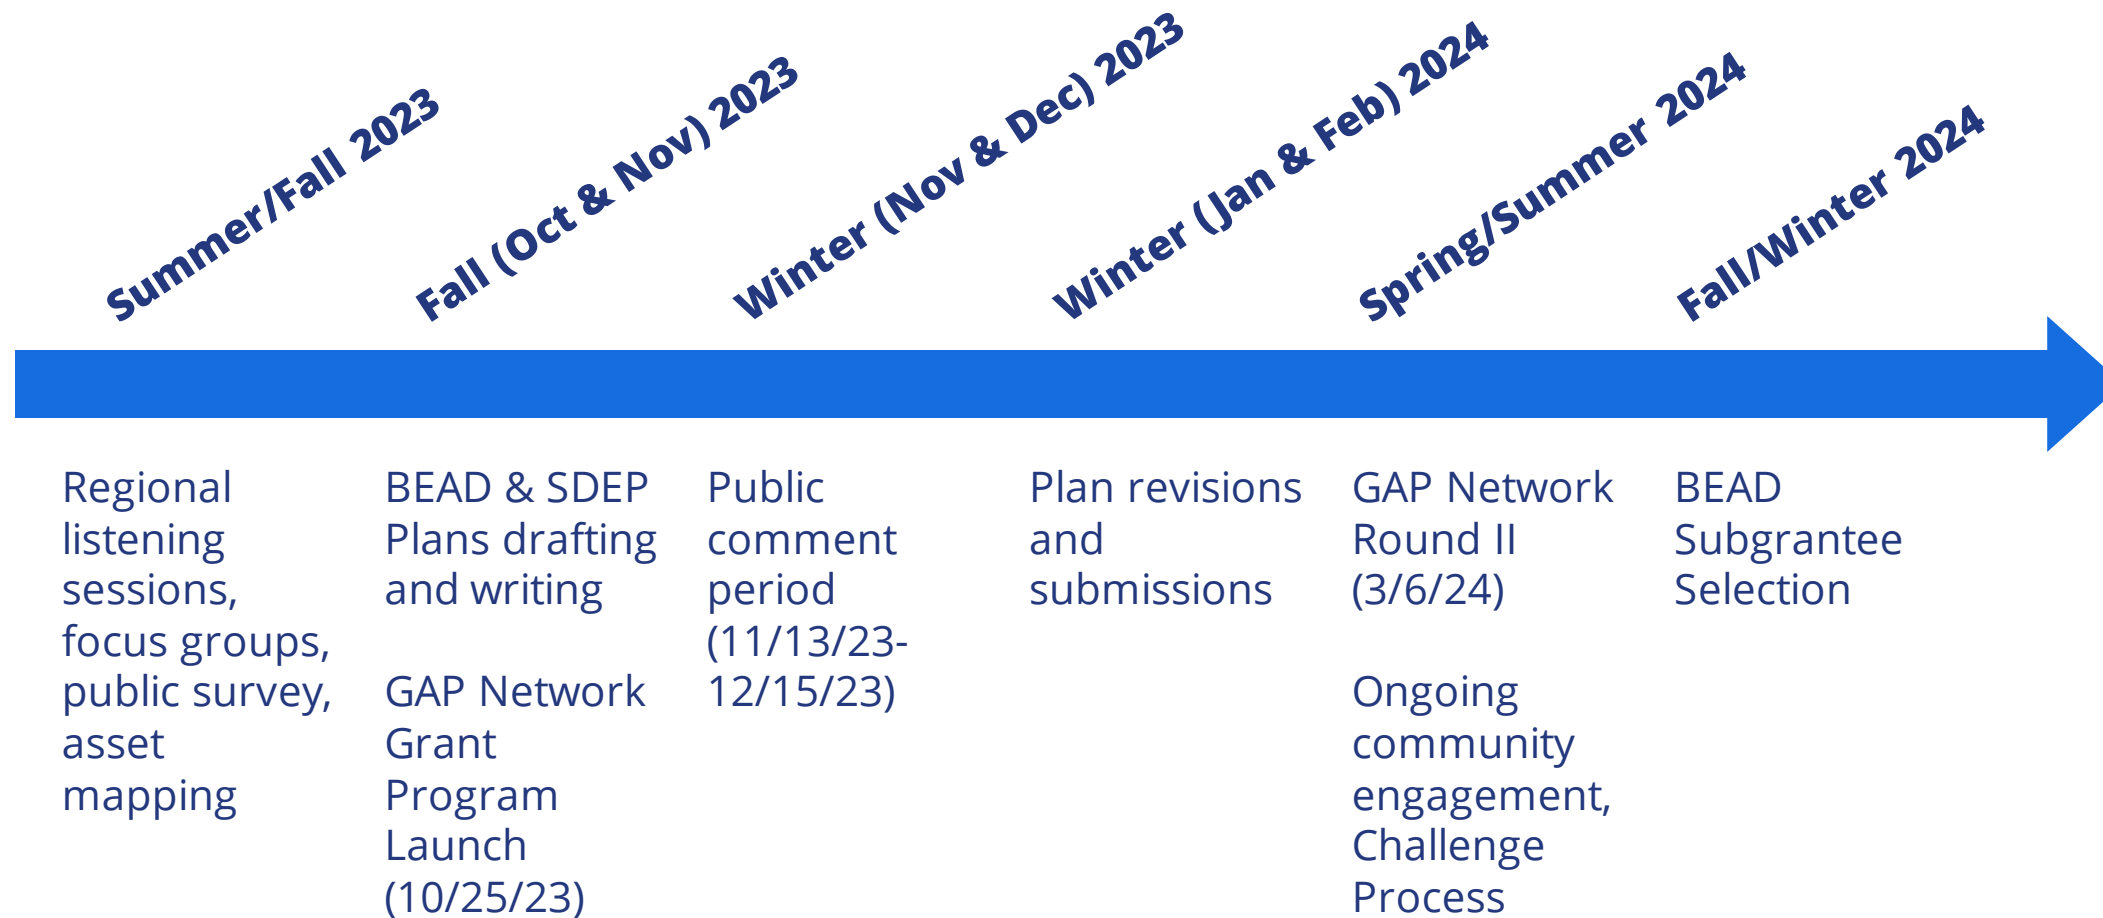 Summer/Fall 2023
Fall (Oct & Nov) 2023
Winter (Nov & Dec) 2023
Winter (Jan & Feb) 2024
Spring/Summer 2024
Fall/Winter 2024
Regional
listening
sessions,
focus groups,
public survey,
asset
mapping
BEAD & SDEP
Plans drafting
and writing
GAP Network
Grant
Program
Launch
(10/25/23)
Public
comment
period
(11/13/23-
12/15/23)
Plan revisions
and
submissions
GAP Network
Round II
(3/6/24)
Ongoing
community
engagement,
Challenge
Process
BEAD
Subgrantee
Selection